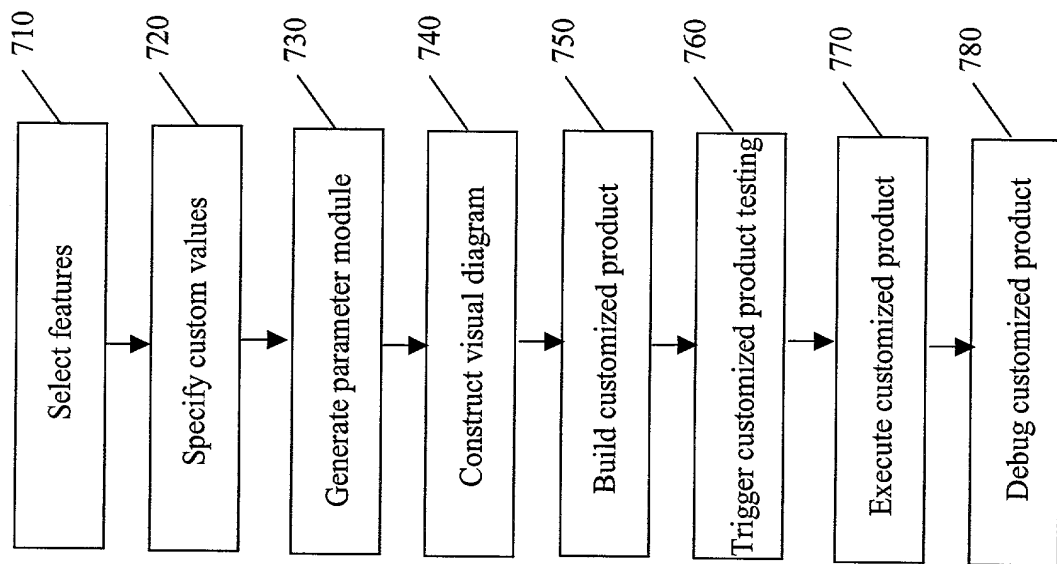 710
Select features
720
Specify custom values
730
Generate parameter module
740
Construct visual diagram
750
Build customized product
760
Trigger customized product testing
770
Execute customized product
780
Debug customized product